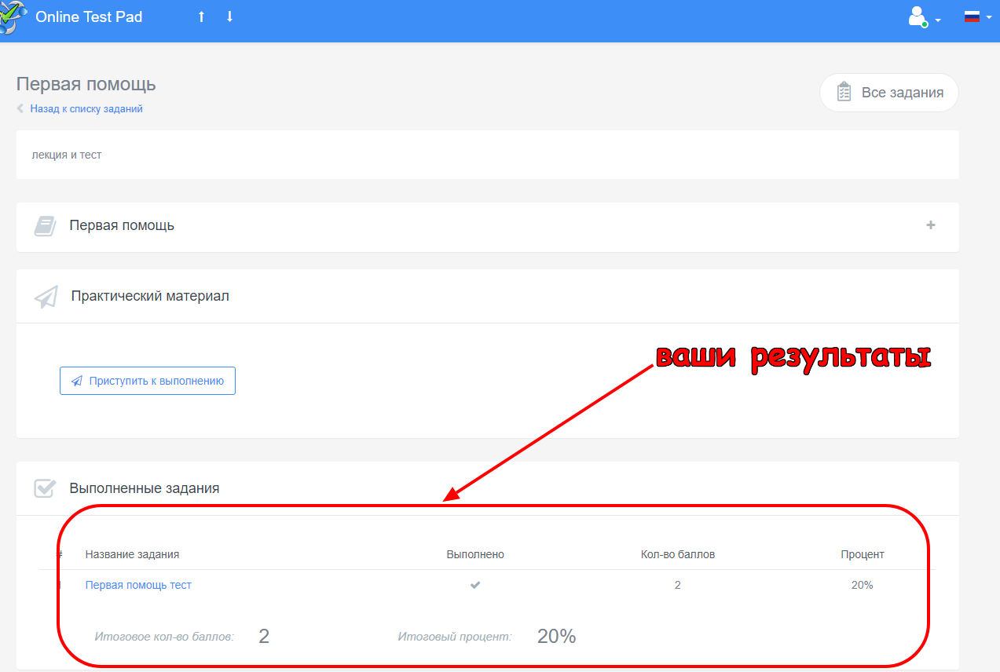 Online Test Pad
Первая помощь
Все задания
Назад к списку заданий
лекция и тест
Первая помощь
Практический материал
ваши результаты
Приступить к выполнению
Выполненные задания
# Название задания Выполнено Кол-во баллов Процент
1 Первая помощь тест 2 20%
Итоговое кол-во баллов: 2 Итоговый процент: 20%